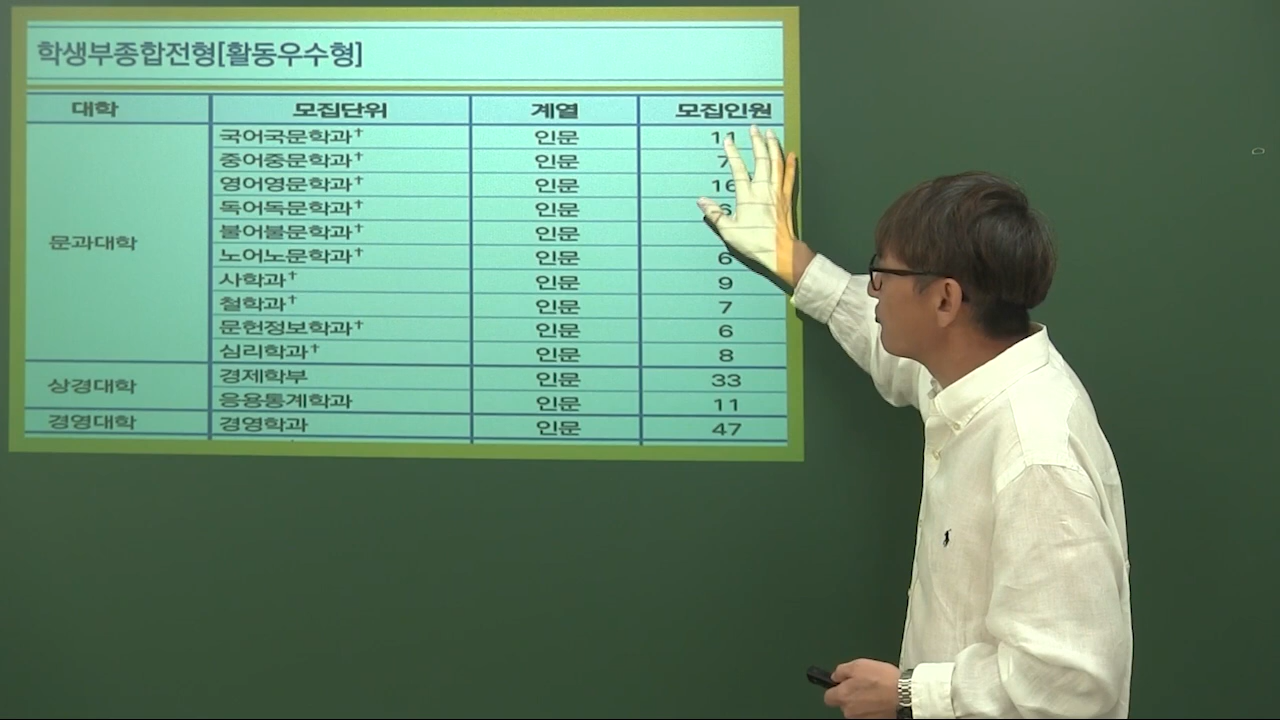 학생부종합전형[활동우수형]
대학 모집단위 계열 모집인원
문과대학 국어국문학과† 인문 11
중어중문학과† 인문 7
영어영문학과† 인문 16
독어독문학과† 인문 6
불어불문학과† 인문
노어노문학과† 인문 6
사학과† 인문 9
철학과† 인문 7
문헌정보학과† 인문 6
심리학과† 인문 8
상경대학 경제학부 인문 33
응용통계학과 인문 11
경영대학 경영학과 인문 47